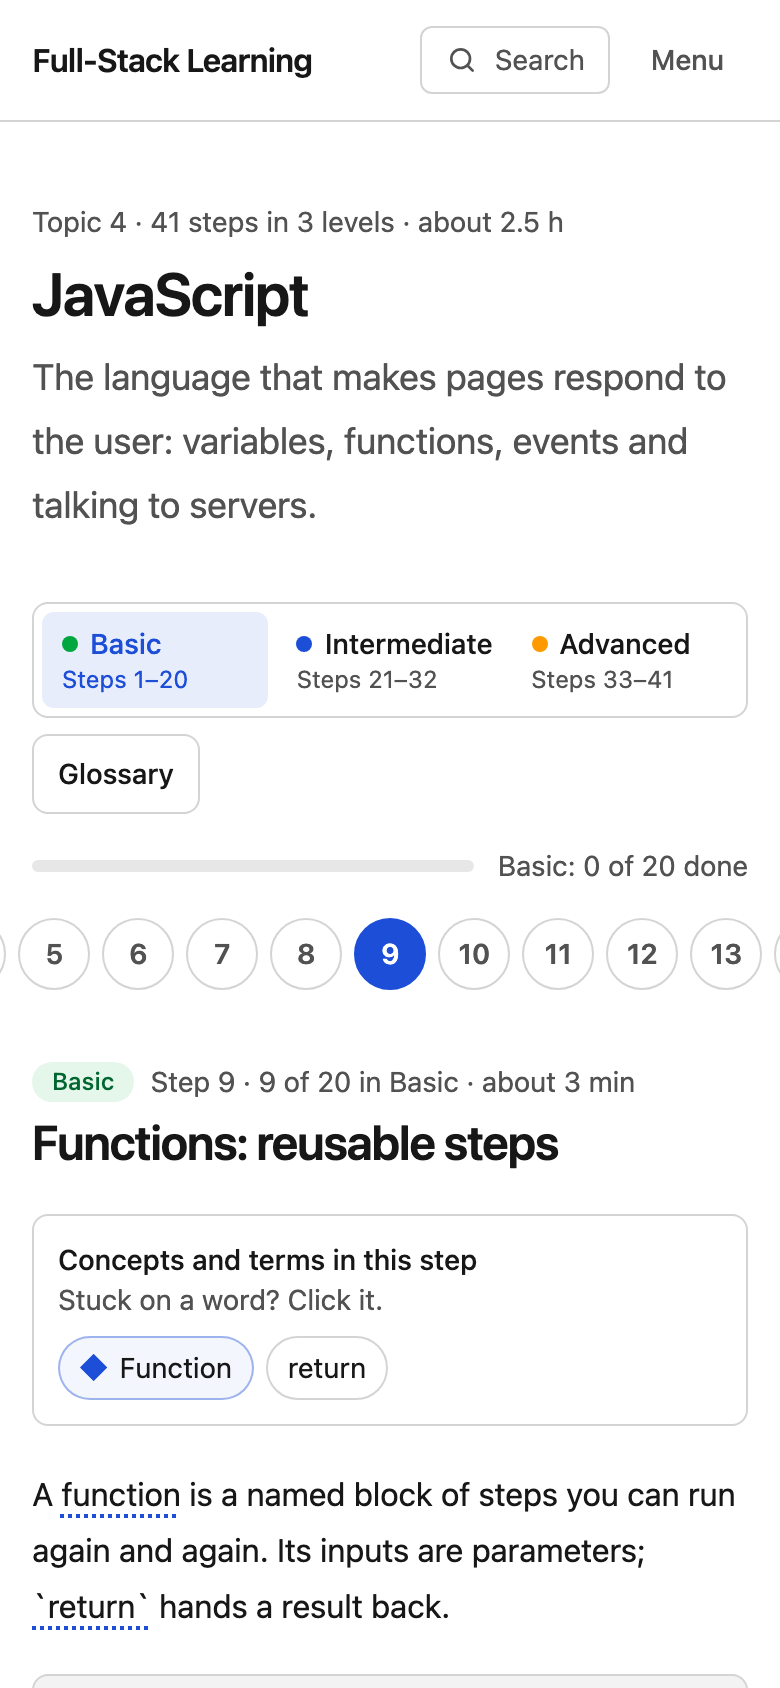 Full-Stack Learning
Search
Menu
Topic 4 · 41 steps in 3 levels · about 2.5 h
JavaScript
The language that makes pages respond to
the user: variables, functions, events and
talking to servers.
Basic
Steps 1–20
Intermediate
Steps 21–32
Advanced
Steps 33–41
Glossary
Basic: 0 of 20 done
5 6 7 8 9 10 11 12 13
Basic Step 9 · 9 of 20 in Basic · about 3 min
Functions: reusable steps
Concepts and terms in this step
Stuck on a word? Click it.
Function return
A function is a named block of steps you can run
again and again. Its inputs are parameters;
`return` hands a result back.